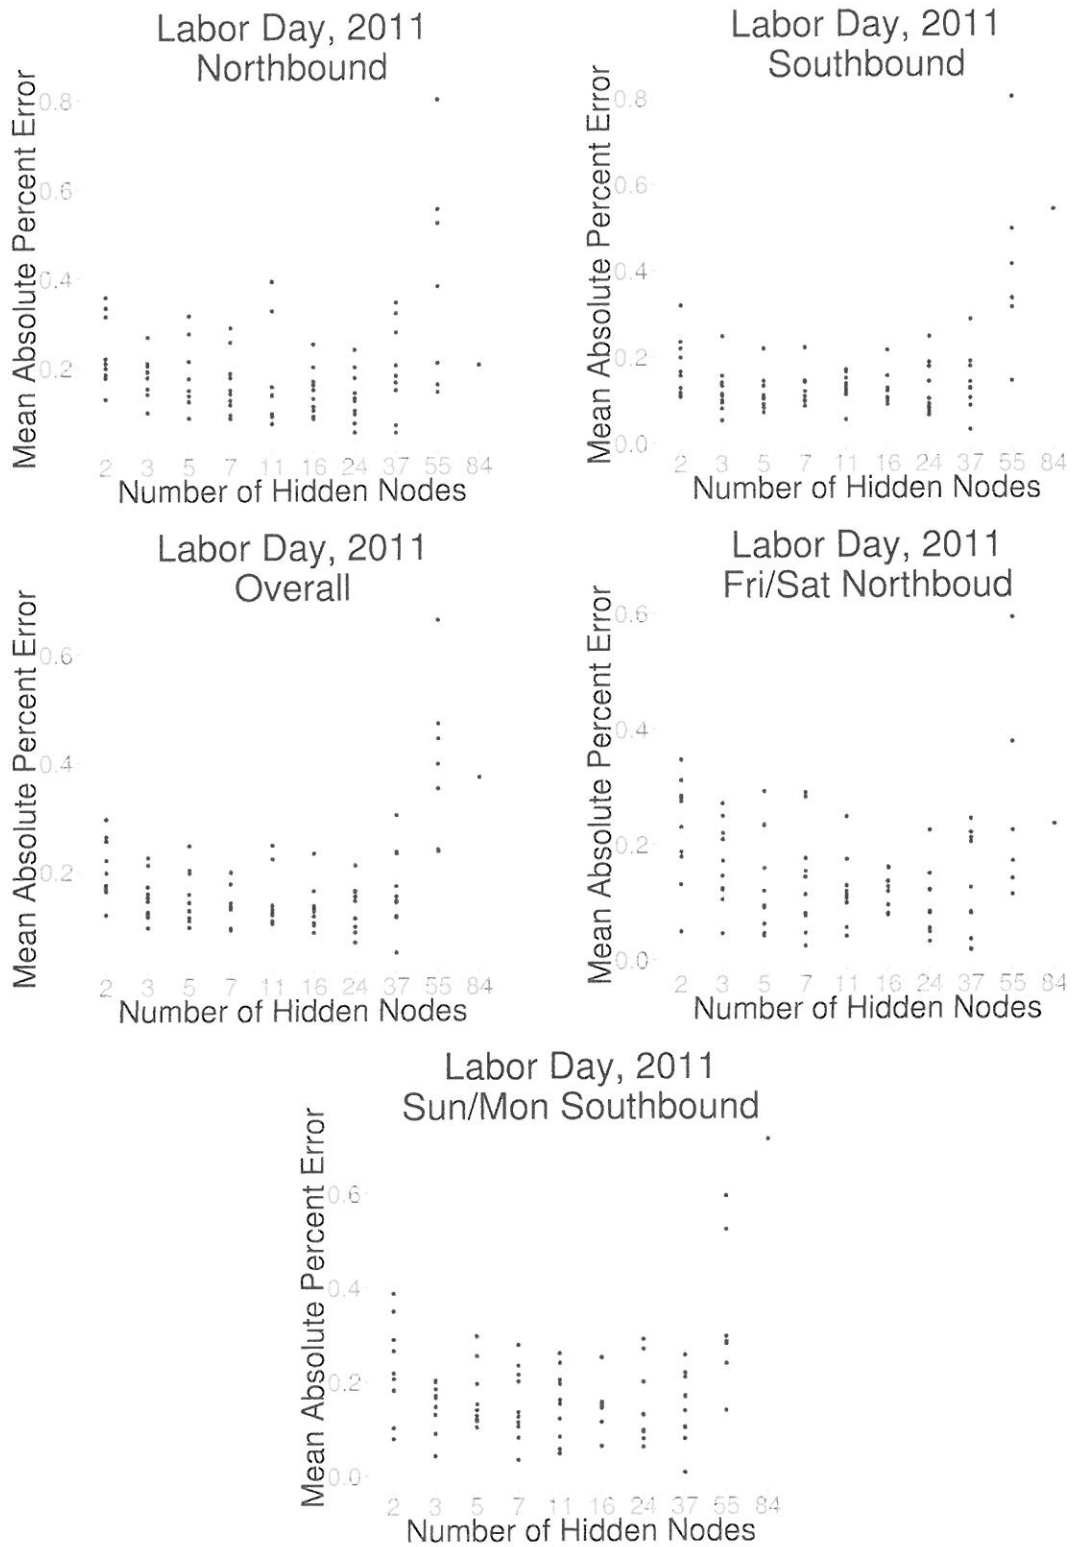 Labor Day, 2011
Northbound
Mean Absolute Percent Error
0.8
0.6
0.4
0.2
2 3 5 7 11 16 24 37 55 84
Number of Hidden Nodes
Labor Day, 2011
Southbound
Mean Absolute Percent Error
0.8
0.6
0.4
0.2
0.0
2 3 5 7 11 16 24 37 55 84
Number of Hidden Nodes
Labor Day, 2011
Overall
Mean Absolute Percent Error
0.6
0.4
0.2
2 3 5 7 11 16 24 37 55 84
Number of Hidden Nodes
Labor Day, 2011
Fri/Sat Northboud
Mean Absolute Percent Error
0.6
0.4
0.2
0.0
2 3 5 7 11 16 24 37 55 84
Number of Hidden Nodes
Labor Day, 2011
Sun/Mon Southbound
Mean Absolute Percent Error
0.6
0.4
0.2
0.0
2 3 5 7 11 16 24 37 55 84
Number of Hidden Nodes